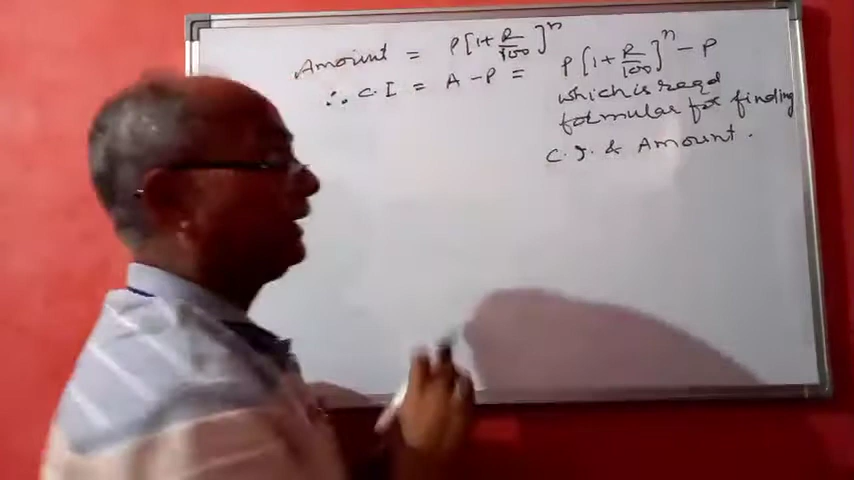 Amount = P[1+R/100]^n
∴ C.I = A - P = P[1+R/100]^n - P
which is reqd
formular for finding
C.I. & Amount.